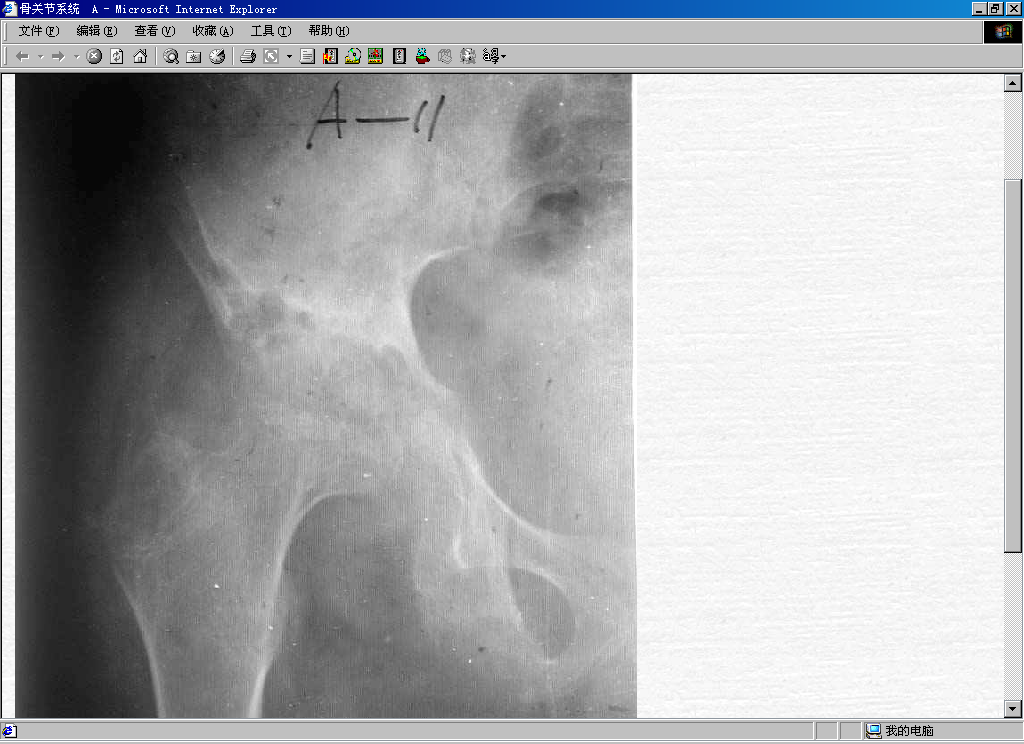 骨关节系统 A - Microsoft Internet Explorer
文件(F) 编辑(E) 查看(V) 收藏(A) 工具(T) 帮助(H)
A—11
我的电脑